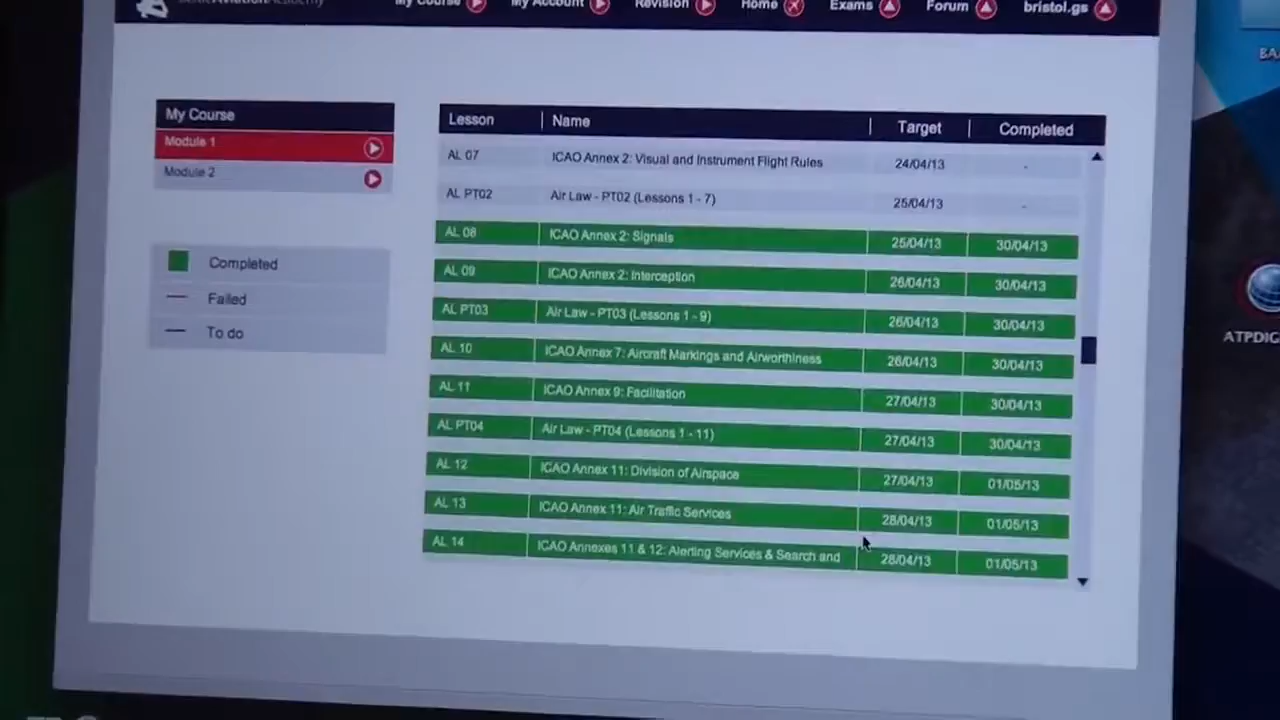 My Course My Account Revision Home Exams Forum bristol.gs
My Course
Module 1
Module 2
Completed
Failed
To do
Lesson Name Target Completed
AL 07 ICAO Annex 2: Visual and Instrument Flight Rules 24/04/13 -
AL PT02 Air Law - PT02 (Lessons 1 - 7) 25/04/13 -
AL 08 ICAO Annex 2: Signals 25/04/13 30/04/13
AL 09 ICAO Annex 2: Interception 26/04/13 30/04/13
AL PT03 Air Law - PT03 (Lessons 1 - 9) 26/04/13 30/04/13
AL 10 ICAO Annex 7: Aircraft Markings and Airworthiness 26/04/13 30/04/13
AL 11 ICAO Annex 9: Facilitation 27/04/13 30/04/13
AL PT04 Air Law - PT04 (Lessons 1 - 11) 27/04/13 30/04/13
AL 12 ICAO Annex 11: Division of Airspace 27/04/13 01/05/13
AL 13 ICAO Annex 11: Air Traffic Services 28/04/13 01/05/13
AL 14 ICAO Annexes 11 & 12: Alerting Services & Search and 28/04/13 01/05/13
BA
ATPDIG